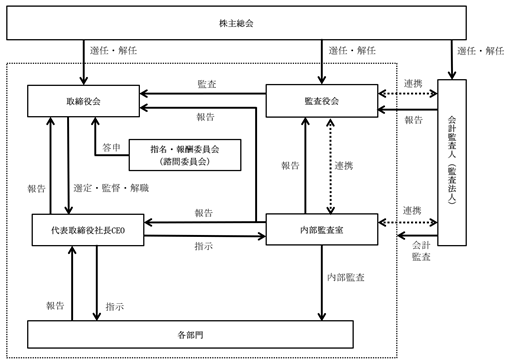 株主総会
選任・解任
選任・解任
選任・解任
取締役会
監査
監査役会
連携
報告
報告
答申
指名・報酬委員会
(諮問委員会)
会計監査人（監査法人）
報告
選定・監督・解職
報告
連携
代表取締役社長CEO
報告
指示
内部監査室
連携
会計
監査
内部監査
報告
指示
各部門